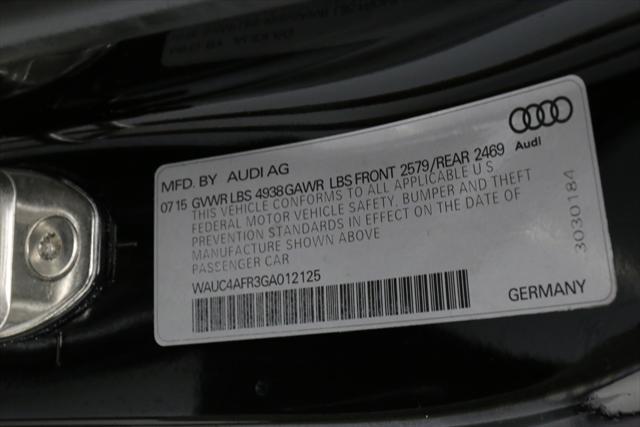 Audi
MFD. BY AUDI AG
07 15 GVWR LBS 4938 GAWR LBS FRONT 2579/REAR 2469
THIS VEHICLE CONFORMS TO ALL APPLICABLE U S
FEDERAL MOTOR VEHICLE SAFETY, BUMPER AND THEFT
PREVENTION STANDARDS IN EFFECT ON THE DATE OF
MANUFACTURE SHOWN ABOVE
PASSENGER CAR
WAUC4AFR3GA012125
3030184
GERMANY